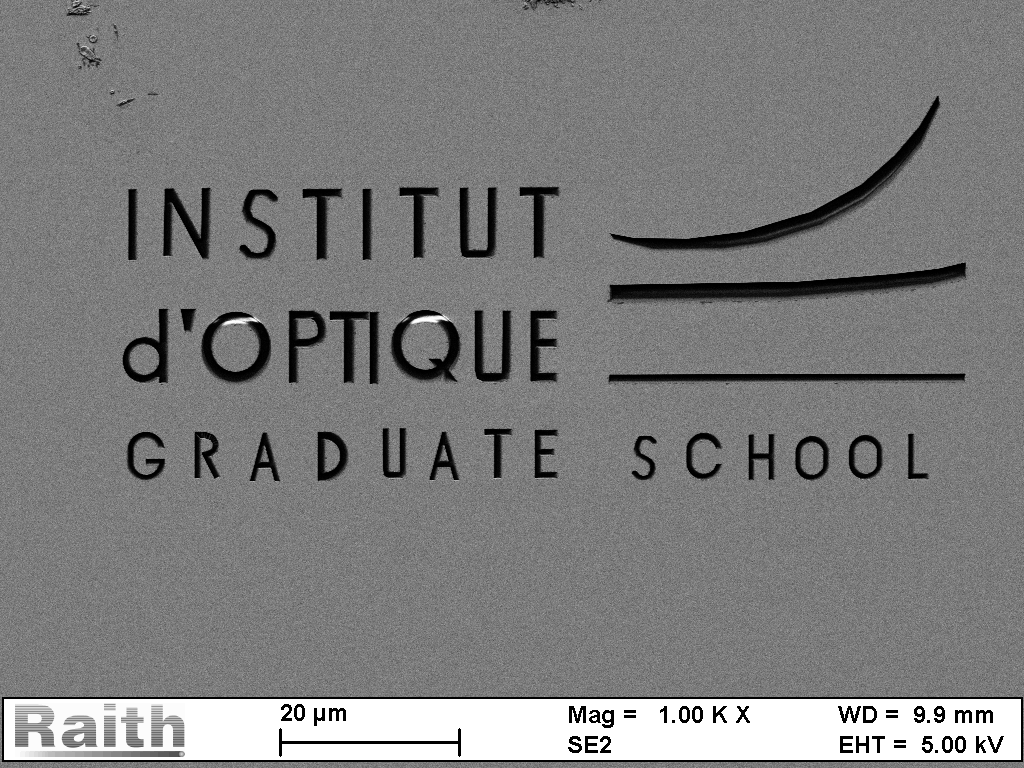 INSTITUT
d'OPTIQUE
GRADUATE SCHOOL
Raith
20 µm
Mag = 1.00 K X
WD = 9.9 mm
SE2
EHT = 5.00 kV